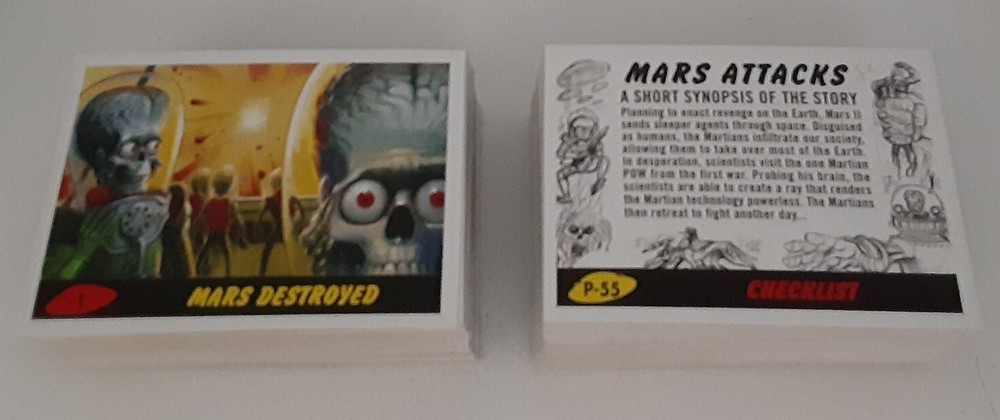 1
MARS DESTROYED
MARS ATTACKS
A SHORT SYNOPSIS OF THE STORY
Planning to enact revenge on the Earth, Mars II
sends sleeper agents through space. Disguised
as humans, the Martians infiltrate our society,
allowing them to take over most of the Earth.
In desperation, scientists visit the one Martian
POW from the first war. Probing his brain, the
scientists are able to create a ray that renders
the Martian technology powerless. The Martians
then retreat to fight another day...
P-55
CHECKLIST